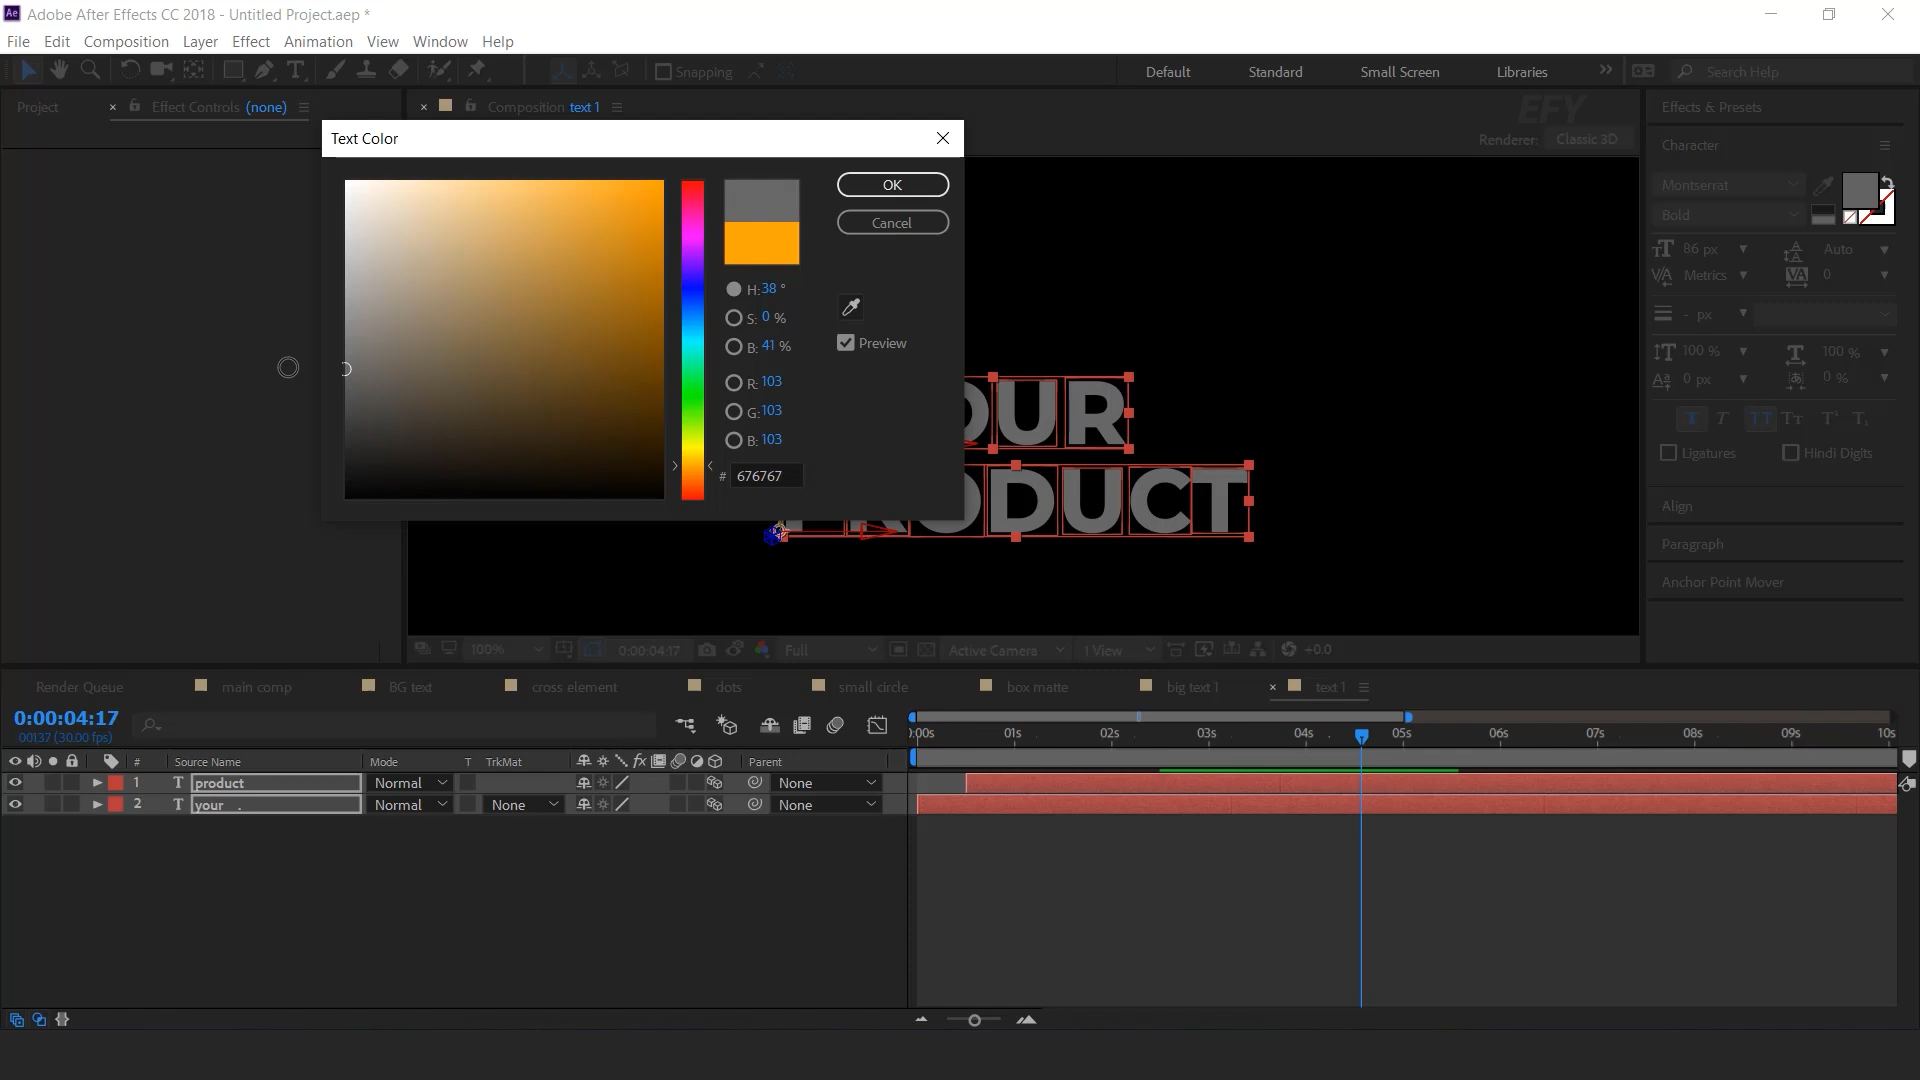 Adobe After Effects CC 2018 - Untitled Project.aep *
File Edit Composition Layer Effect Animation View Window Help
Snapping
Default Standard Small Screen Libraries
Search Help
Project
Effect Controls (none)
Composition text 1
EFY
Renderer: Classic 3D
Effects & Presets
Character
Montserrat
Bold
86 px Auto
Metrics 0
- px
100 % 100 %
0 px 0 %
Ligatures Hindi Digits
Align
Paragraph
Anchor Point Mover
Text Color
OK
Cancel
H: 38 °
S: 0 %
B: 41 %
Preview
R: 103
G: 103
B: 103
# 676767
OUR
PRODUCT
100% 0:00:04:17 Full Active Camera 1 View +0.0
Render Queue main comp BG text cross element dots small circle box matte big text 1 text 1
0:00:04:17
00137 (30.00 fps)
:00s 01s 02s 03s 04s 05s 06s 07s 08s 09s 10s
# Source Name Mode T TrkMat Parent
1 T product Normal None
2 T your . Normal None None